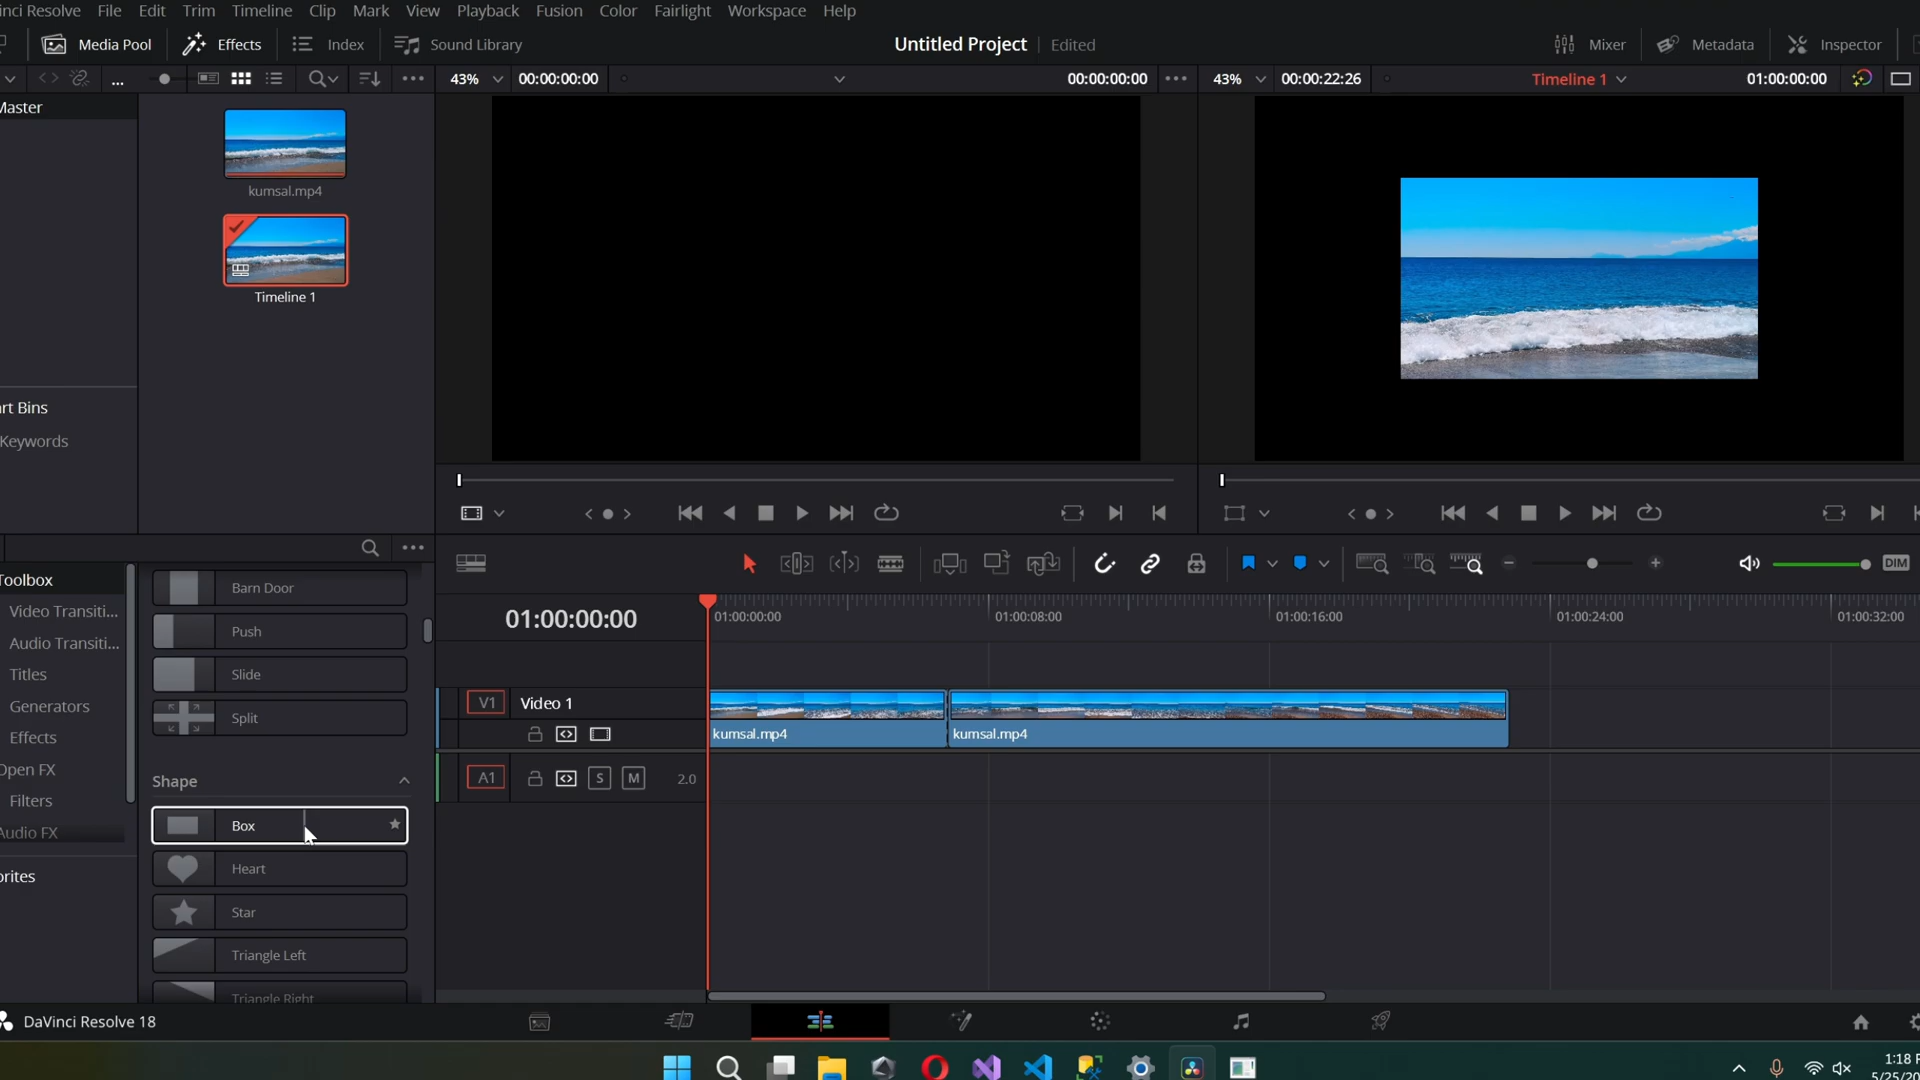 inci Resolve File Edit Trim Timeline Clip Mark View Playback Fusion Color Fairlight Workspace Help
Media Pool Effects Index Sound Library Untitled Project Edited Mixer Metadata Inspector
... 43% 00:00:00:00 00:00:00:00 43% 00:00:22:26 Timeline 1 01:00:00:00
Master
kumsal.mp4
Timeline 1
art Bins
Keywords
Toolbox
Video Transiti...
Audio Transiti...
Titles
Generators
Effects
Open FX
Filters
Audio FX
orites
Barn Door
Push
Slide
Split
Shape
Box
Heart
Star
Triangle Left
Triangle Right
DIM
01:00:00:00
01:00:00:00 01:00:08:00 01:00:16:00 01:00:24:00 01:00:32:00
V1 Video 1
kumsal.mp4 kumsal.mp4
A1 S M 2.0
DaVinci Resolve 18
1:18 P
5/25/20